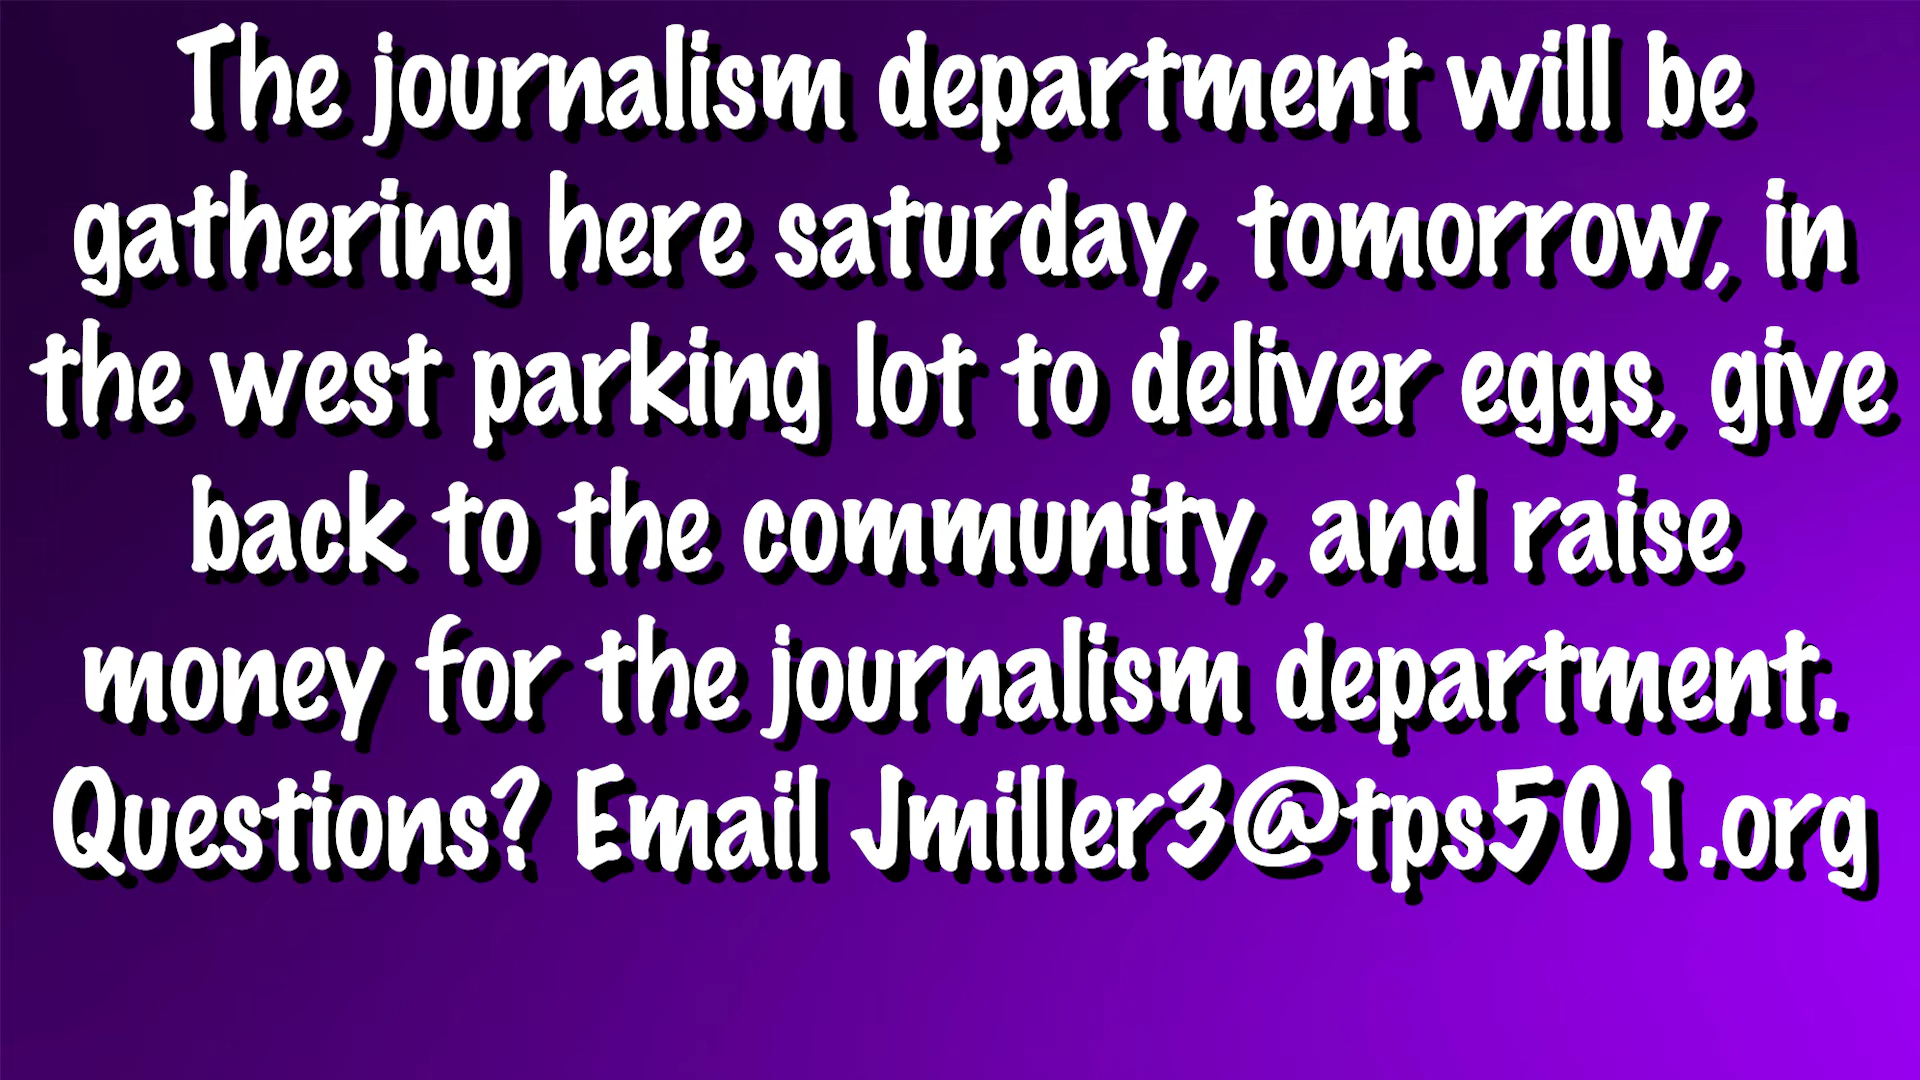 The journalism department will be
gathering here saturday, tomorrow, in
the west parking lot to deliver eggs, give
back to the community, and raise
money for the journalism department.
Questions? Email Jmiller3@tps501.org